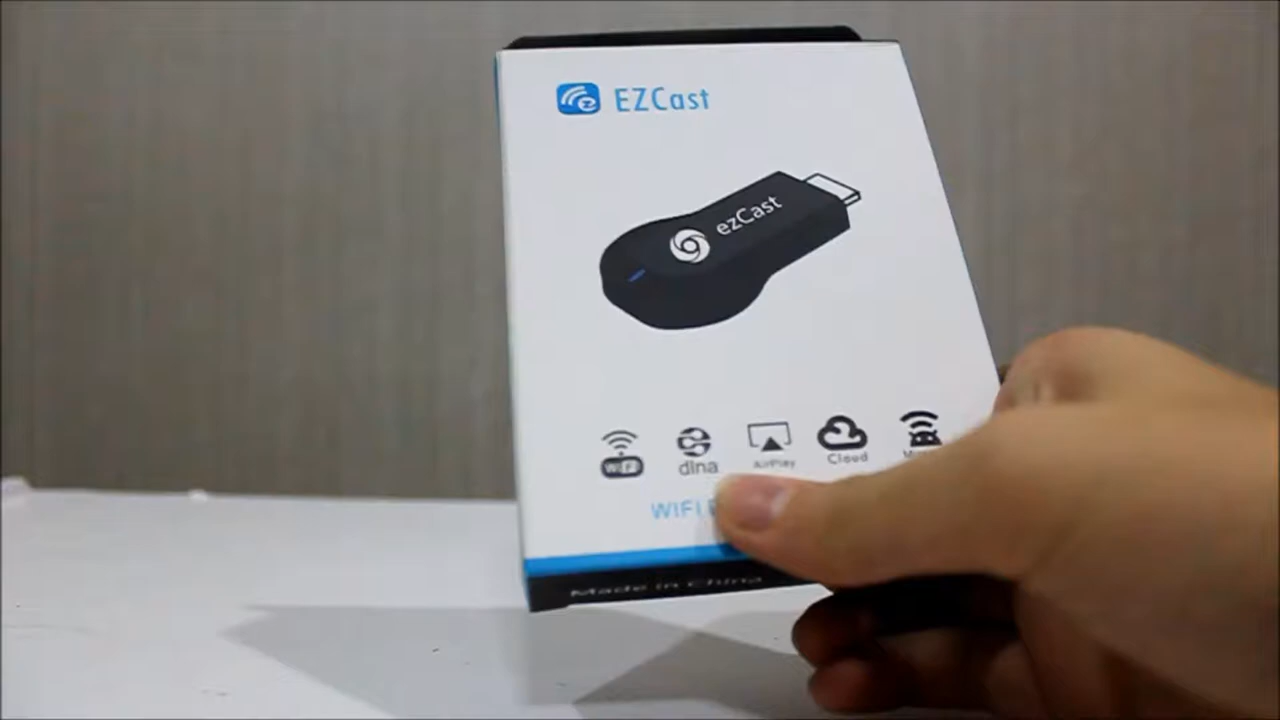 EZCast
ezCast
WiFi
dlna
AirPlay
Cloud
WIFI
Made in China